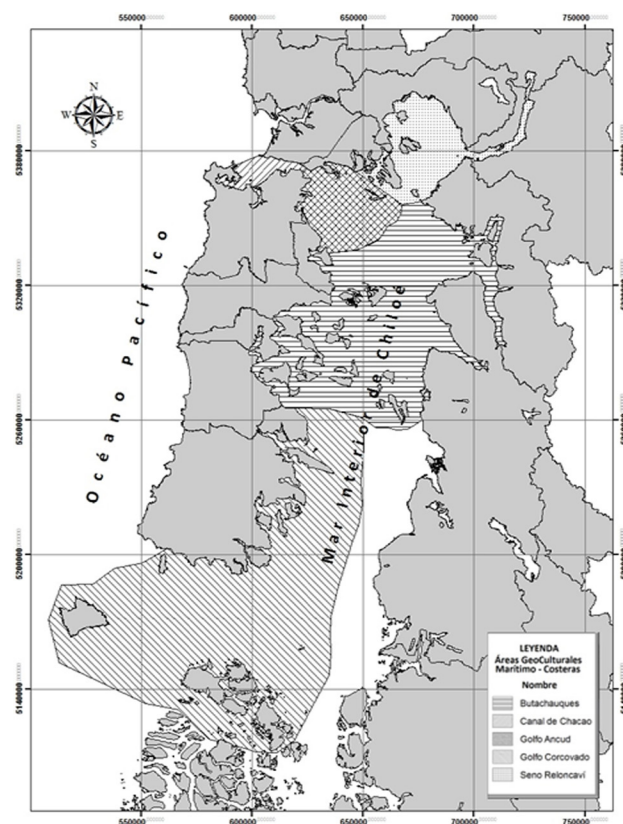 550000 600000 650000 700000 750000
N
W E
S
5380000
5320000
5260000
5200000
5140000
Océano Pacífico
Mar Interior de Chiloé
LEYENDA
Áreas GeoCulturales
Marítimo - Costeras
Nombre
Butachauques
Canal de Chacao
Golfo Ancud
Golfo Corcovado
Seno Reloncaví
550000 600000 650000 700000 750000